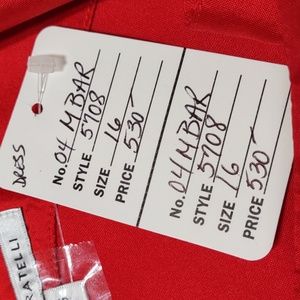 DRESS
No. 04 MBAR
STYLE 5708
SIZE 16
PRICE 530-
No. 04 MBAR
STYLE 5708
SIZE 16
PRICE 530-
ATELLI